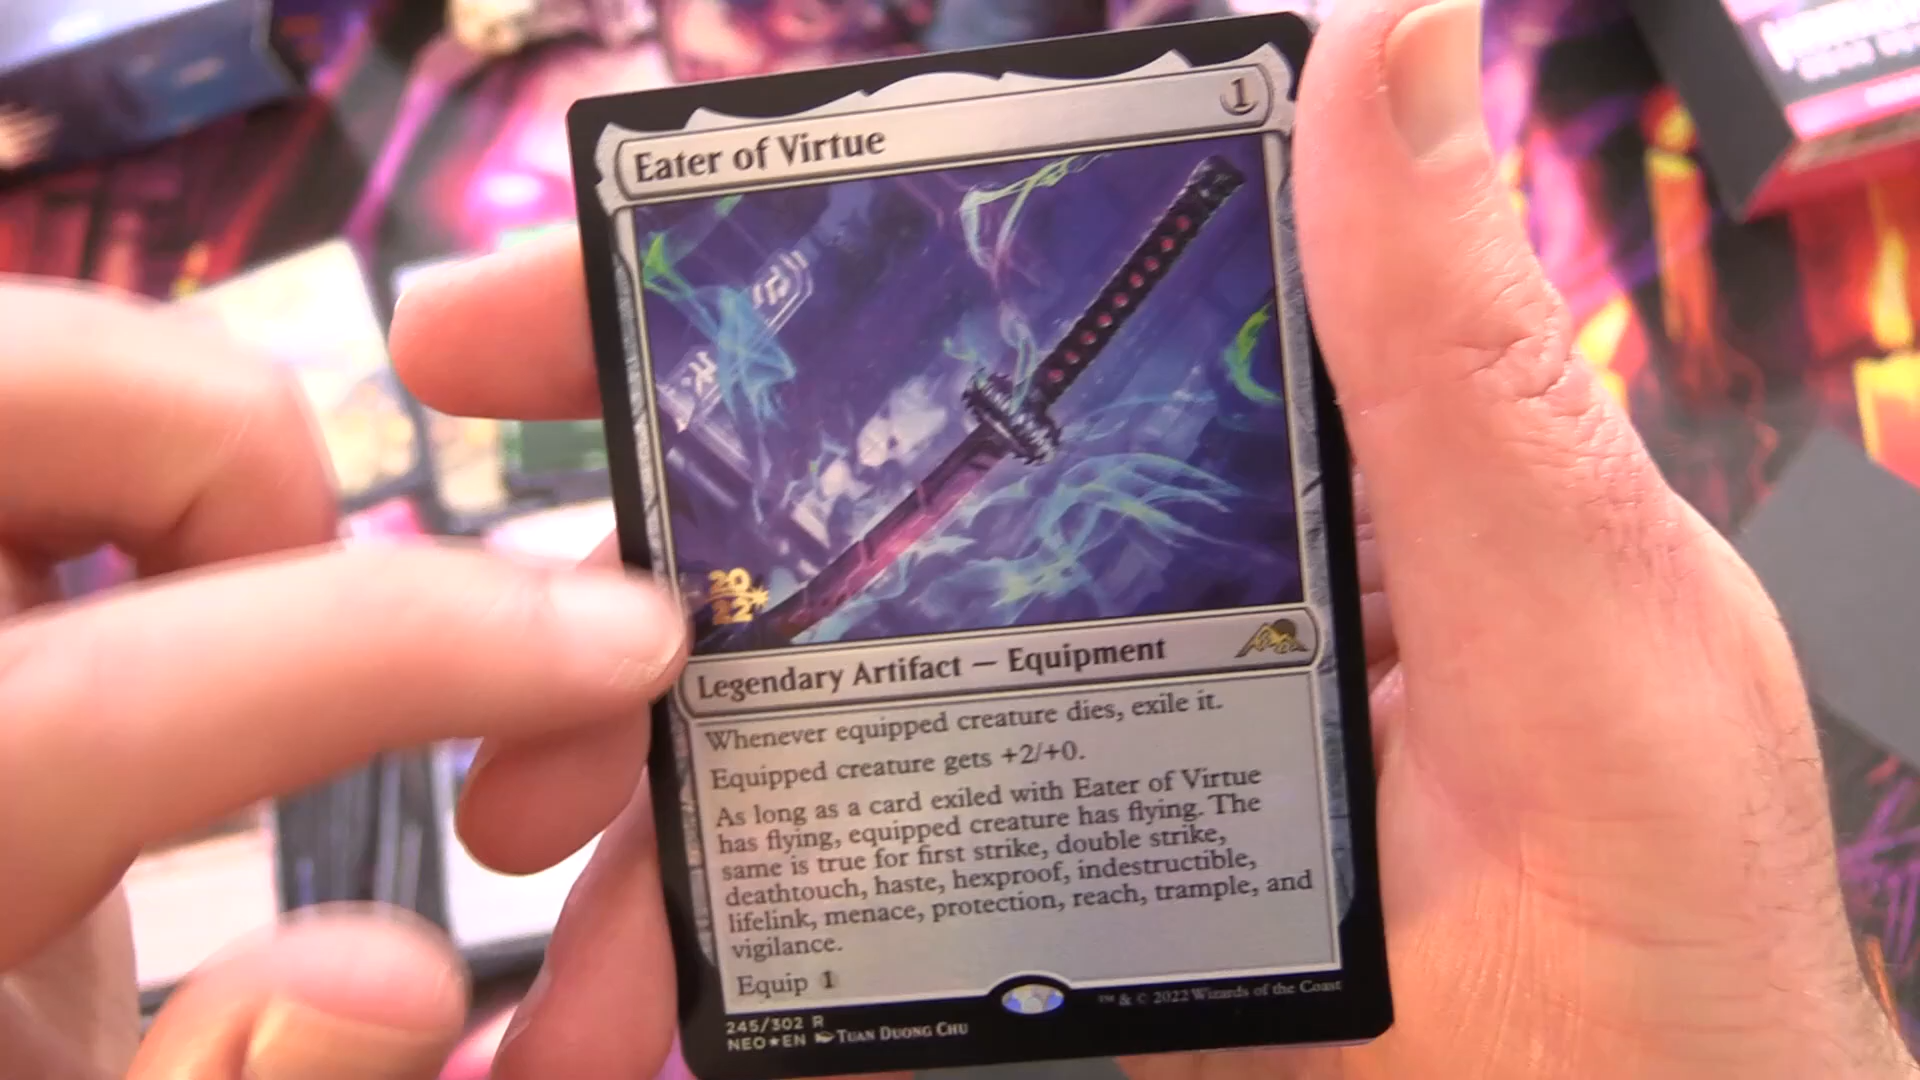 Eater of Virtue 1
20
22
Legendary Artifact — Equipment
Whenever equipped creature dies, exile it.
Equipped creature gets +2/+0.
As long as a card exiled with Eater of Virtue
has flying, equipped creature has flying. The
same is true for first strike, double strike,
deathtouch, haste, hexproof, indestructible,
lifelink, menace, protection, reach, trample, and
vigilance.
Equip 1
245/302 R
NEO★EN Tuan Duong Chu
™ & © 2022 Wizards of the Coast